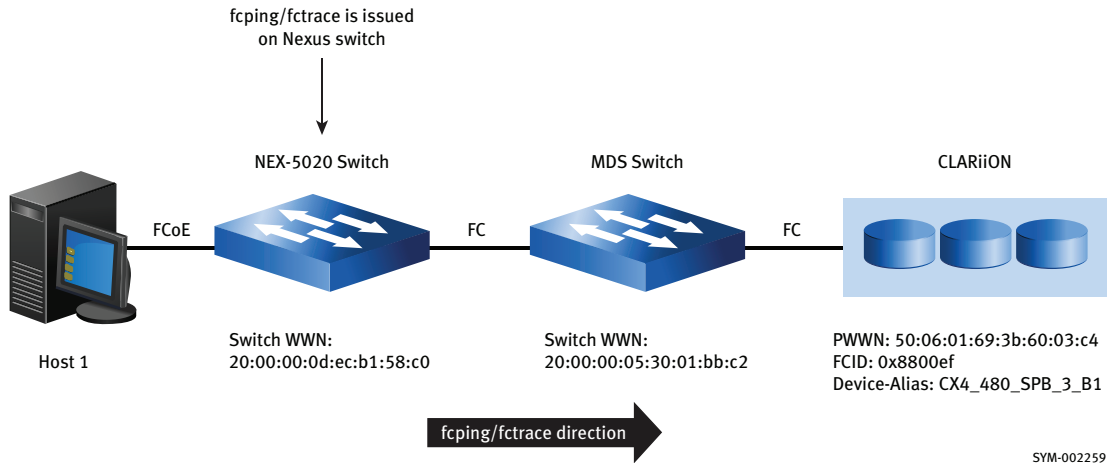 fcping/fctrace is issued
on Nexus switch
NEX-5020 Switch
MDS Switch
CLARiiON
FCoE
FC
FC
Host 1
Switch WWN:
20:00:00:0d:ec:b1:58:c0
Switch WWN:
20:00:00:05:30:01:bb:c2
PWWN: 50:06:01:69:3b:60:03:c4
FCID: 0x8800ef
Device-Alias: CX4_480_SPB_3_B1
fcping/fctrace direction
SYM-002259